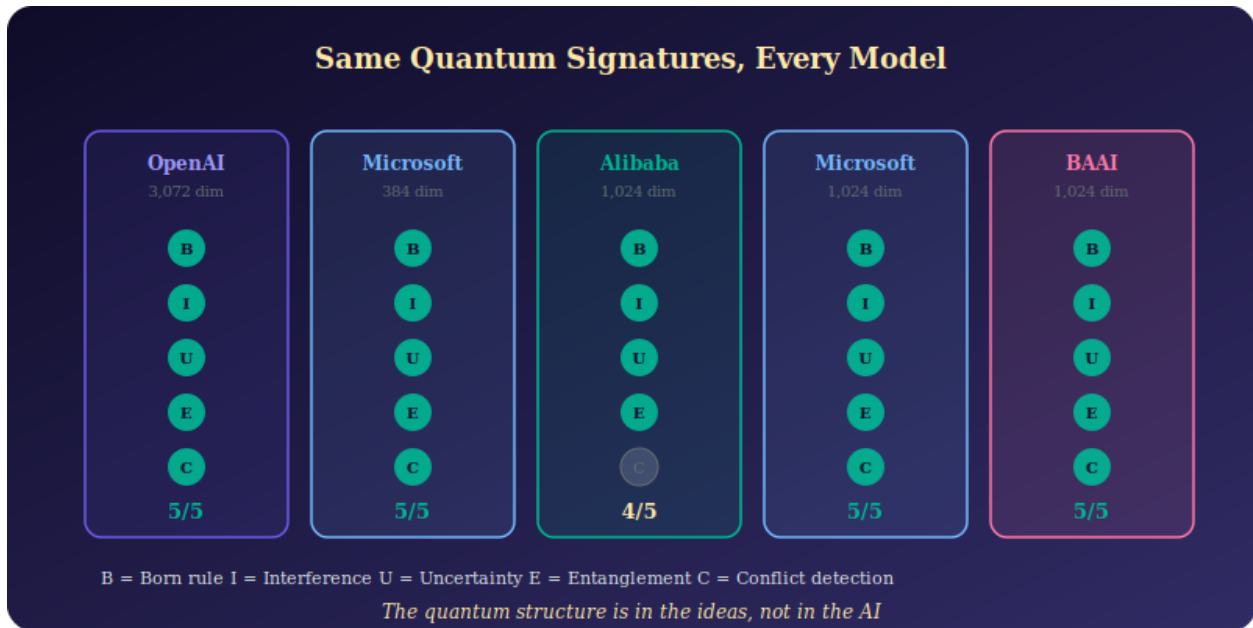 Same Quantum Signatures, Every Model
OpenAI
3,072 dim
B
I
U
E
C
5/5
Microsoft
384 dim
B
I
U
E
C
5/5
Alibaba
1,024 dim
B
I
U
E
C
4/5
Microsoft
1,024 dim
B
I
U
E
C
5/5
BAAI
1,024 dim
B
I
U
E
C
5/5
B = Born rule I = Interference U = Uncertainty E = Entanglement C = Conflict detection
The quantum structure is in the ideas, not in the AI